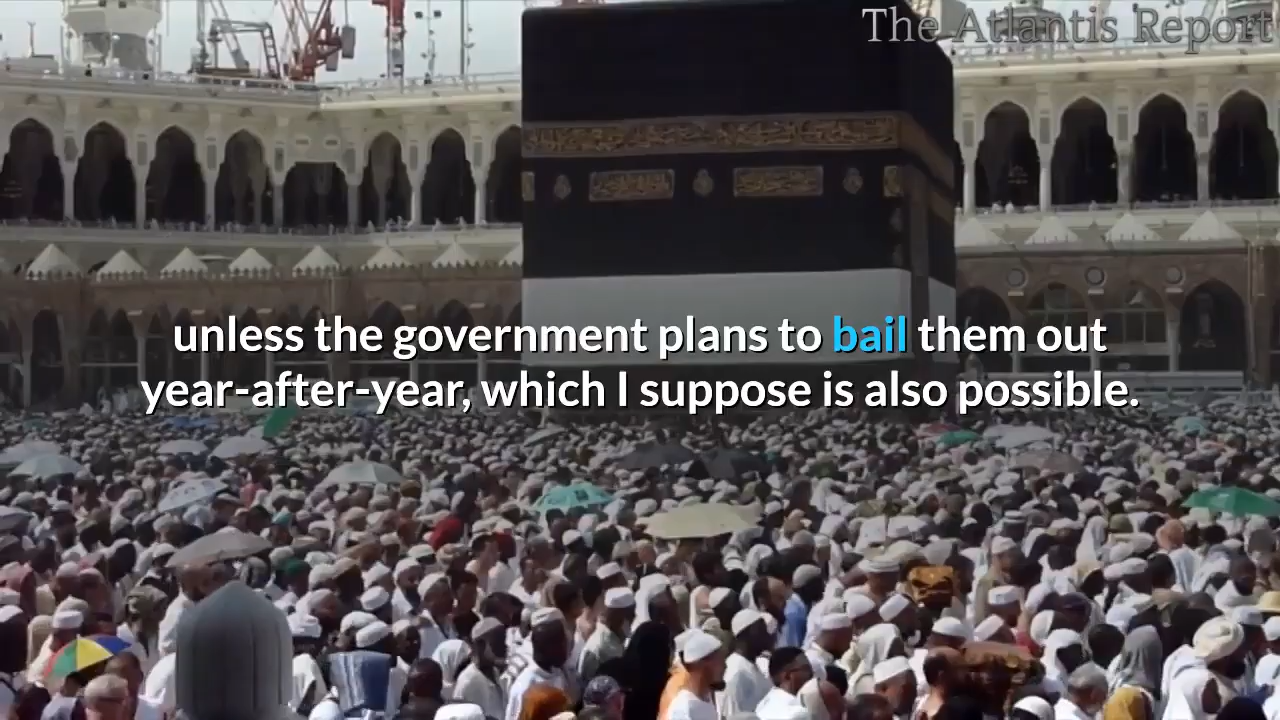 The Atlantis Report
unless the government plans to bail them out
year-after-year, which I suppose is also possible.